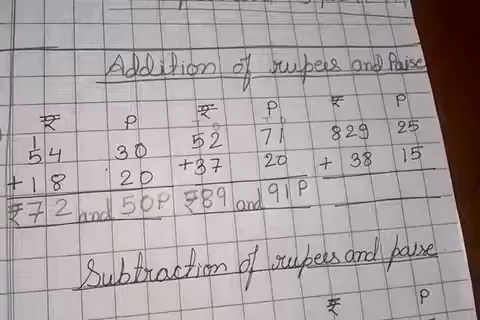 Addition of rupees and Paise
₹ P ₹ P ₹ P
1
54 30 52 71 829 25
+18 20 +37 20 + 38 15
₹72 and 50P ₹89 and 91P
Subtraction of rupees and paise
₹ P